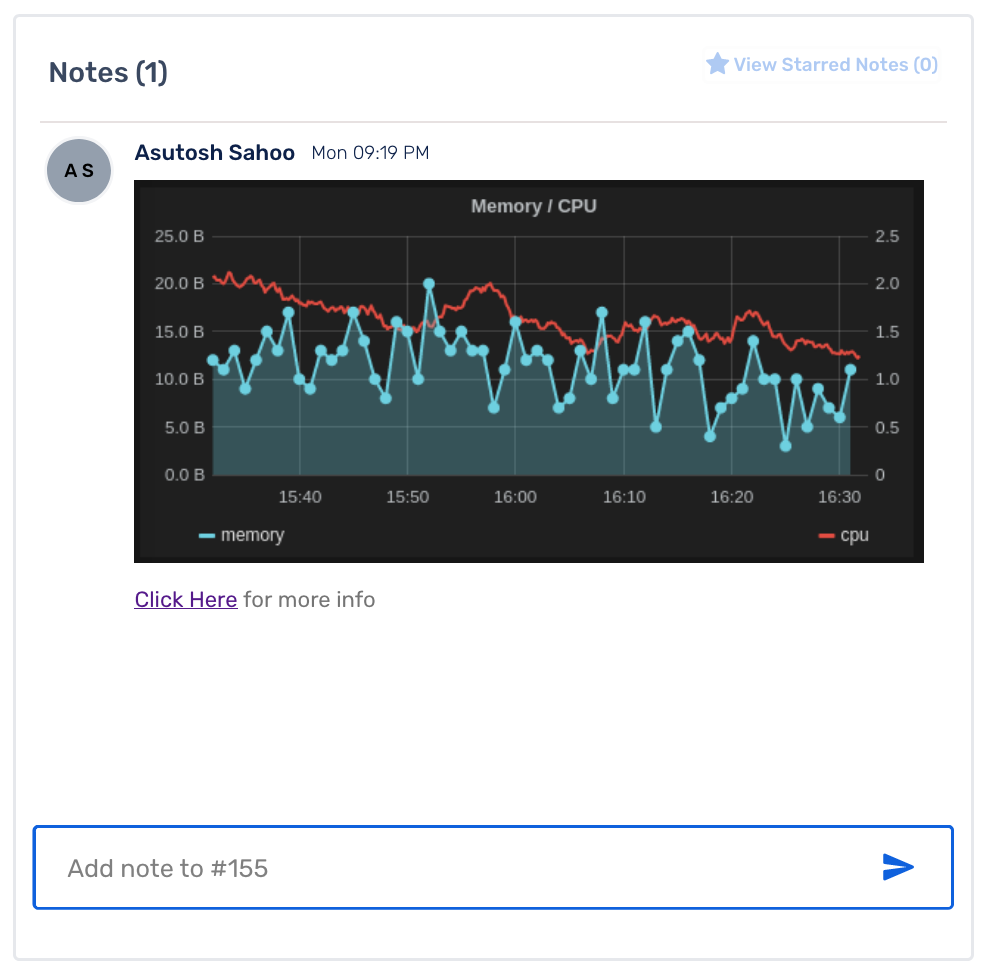 Notes (1)
View Starred Notes (0)
A S
Asutosh Sahoo Mon 09:19 PM
Memory / CPU
25.0 B 2.5
20.0 B 2.0
15.0 B 1.5
10.0 B 1.0
5.0 B 0.5
0.0 B 0
15:40 15:50 16:00 16:10 16:20 16:30
memory cpu
Click Here for more info
Add note to #155